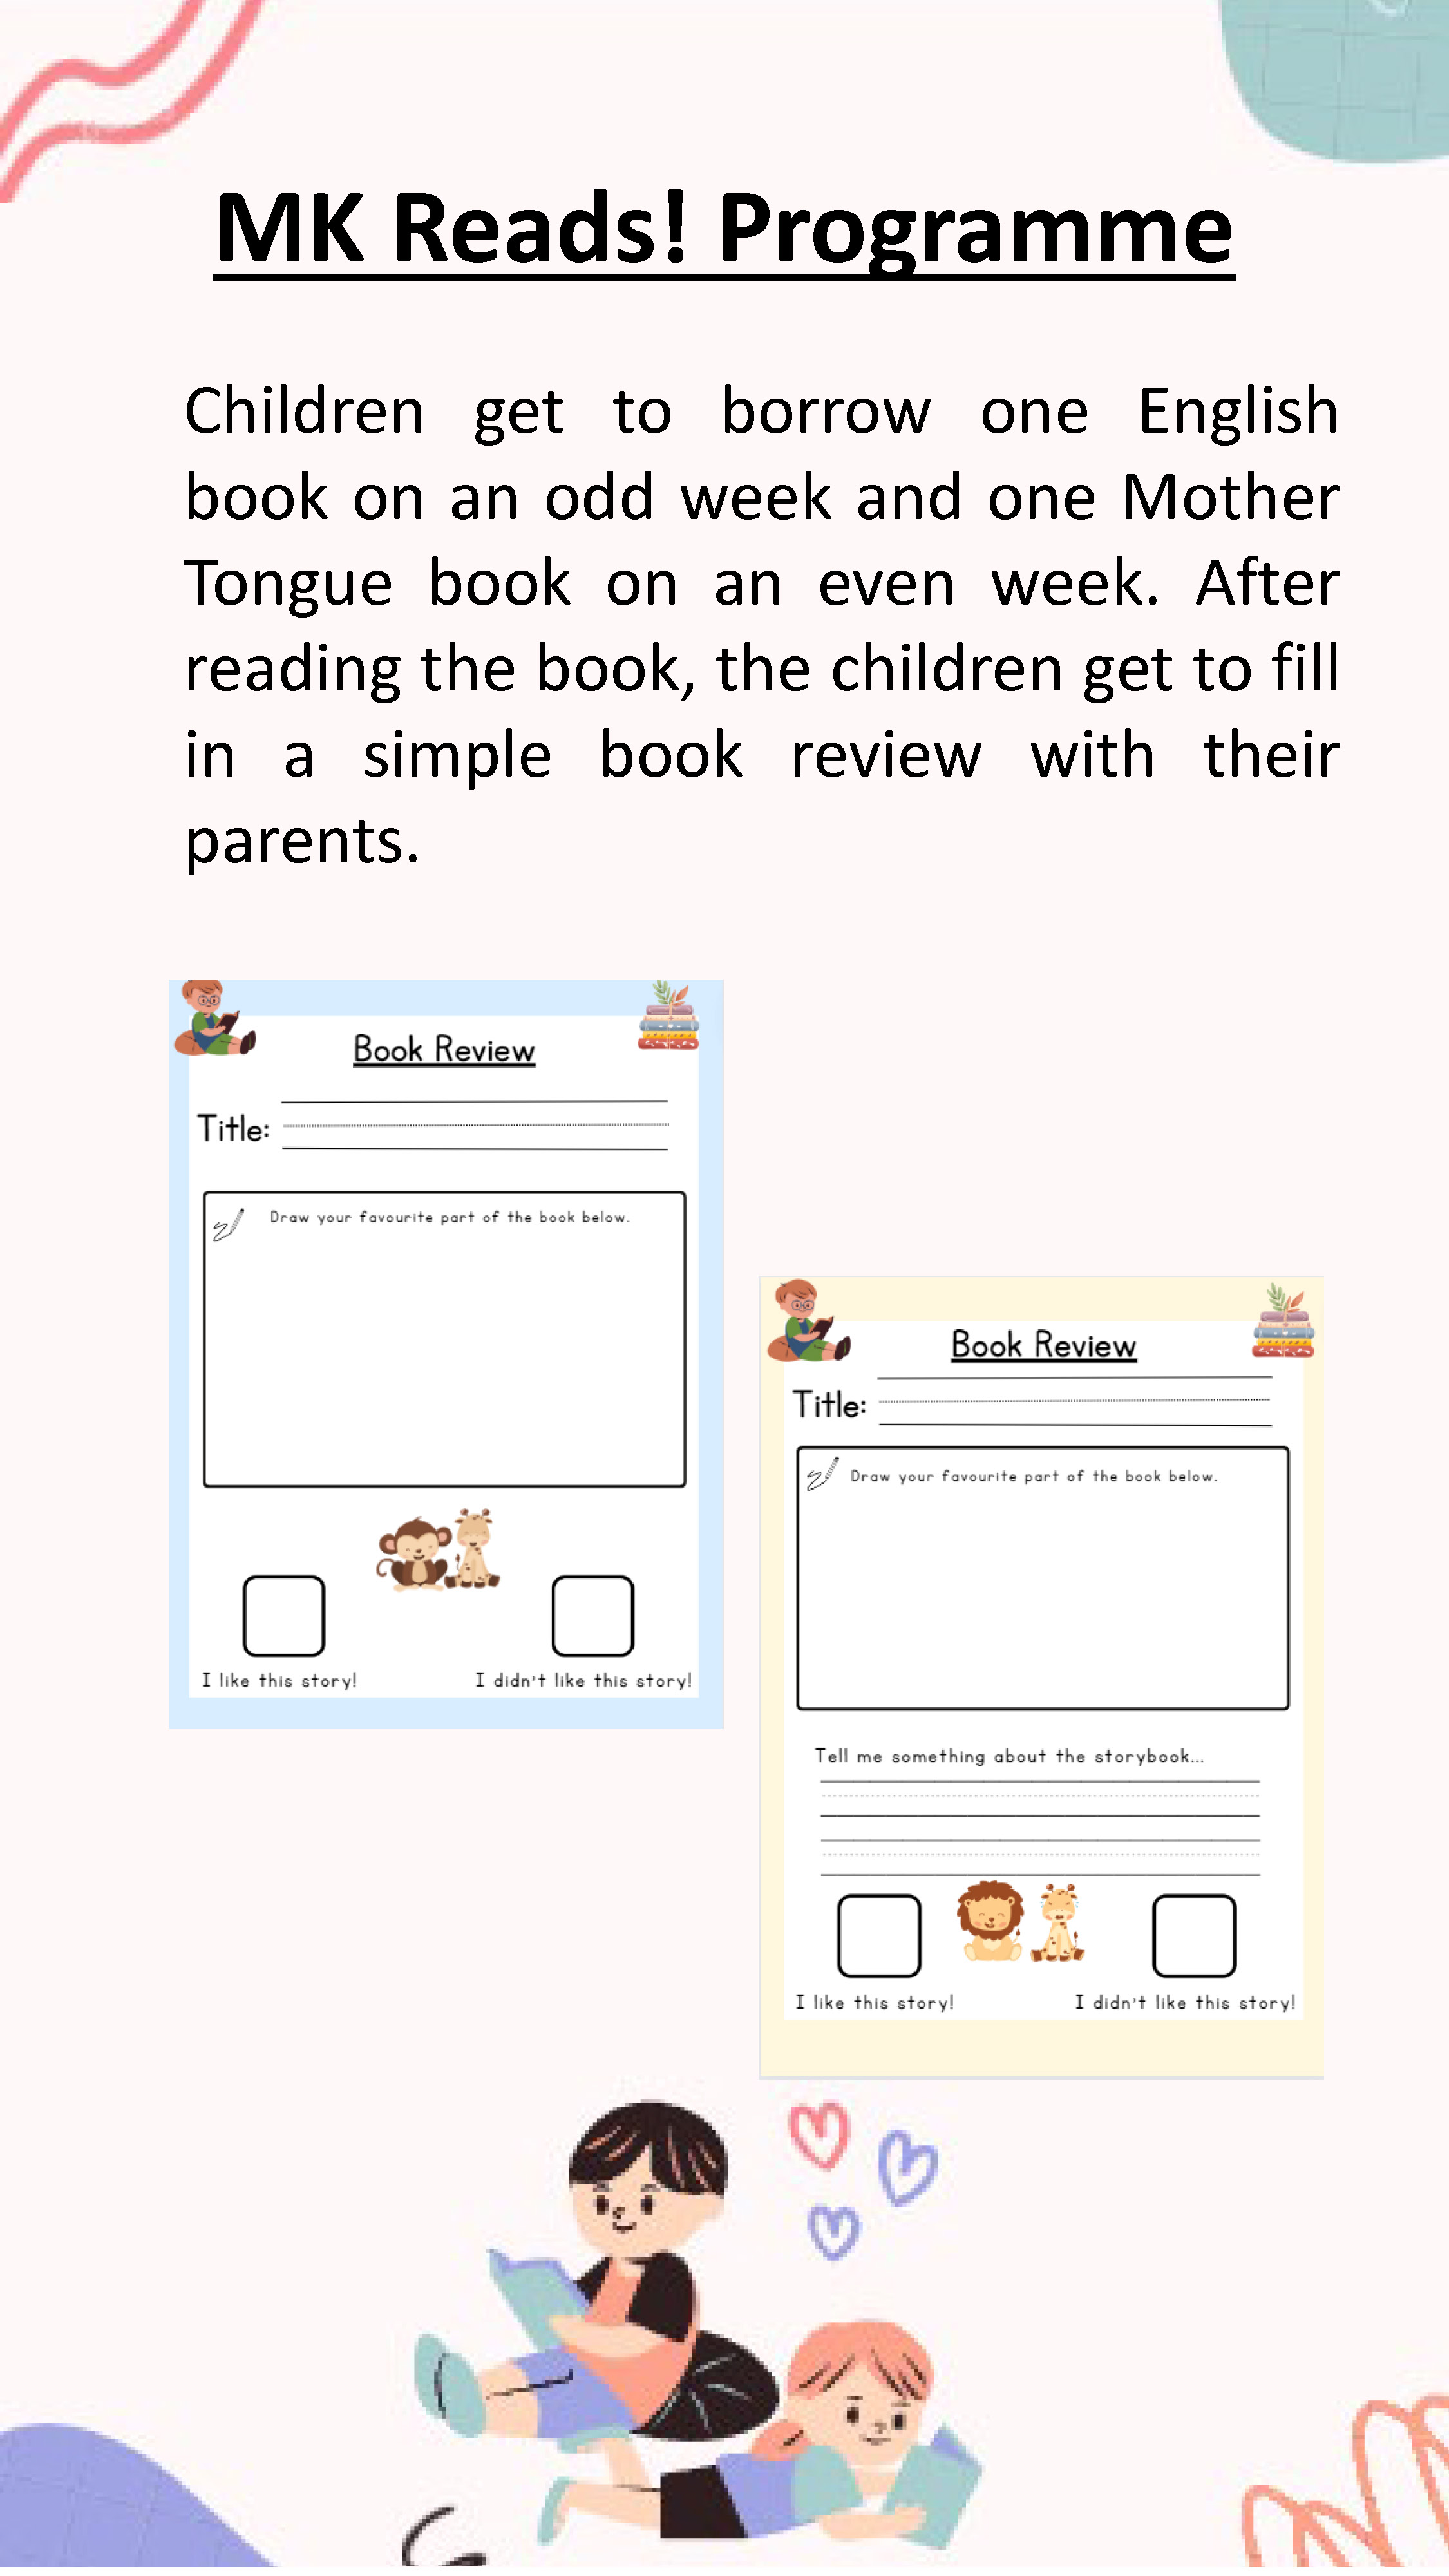 MK Reads! Programme
Children get to borrow one English
book on an odd week and one Mother
Tongue book on an even week. After
reading the book, the children get to fill
in a simple book review with their
parents.
Book Review
Title:
Draw your favourite part of the book below.
I like this story!
I didn't like this story!
Book Review
Title:
Draw your favourite part of the book below.
Tell me something about the storybook...
I like this story!
I didn't like this story!